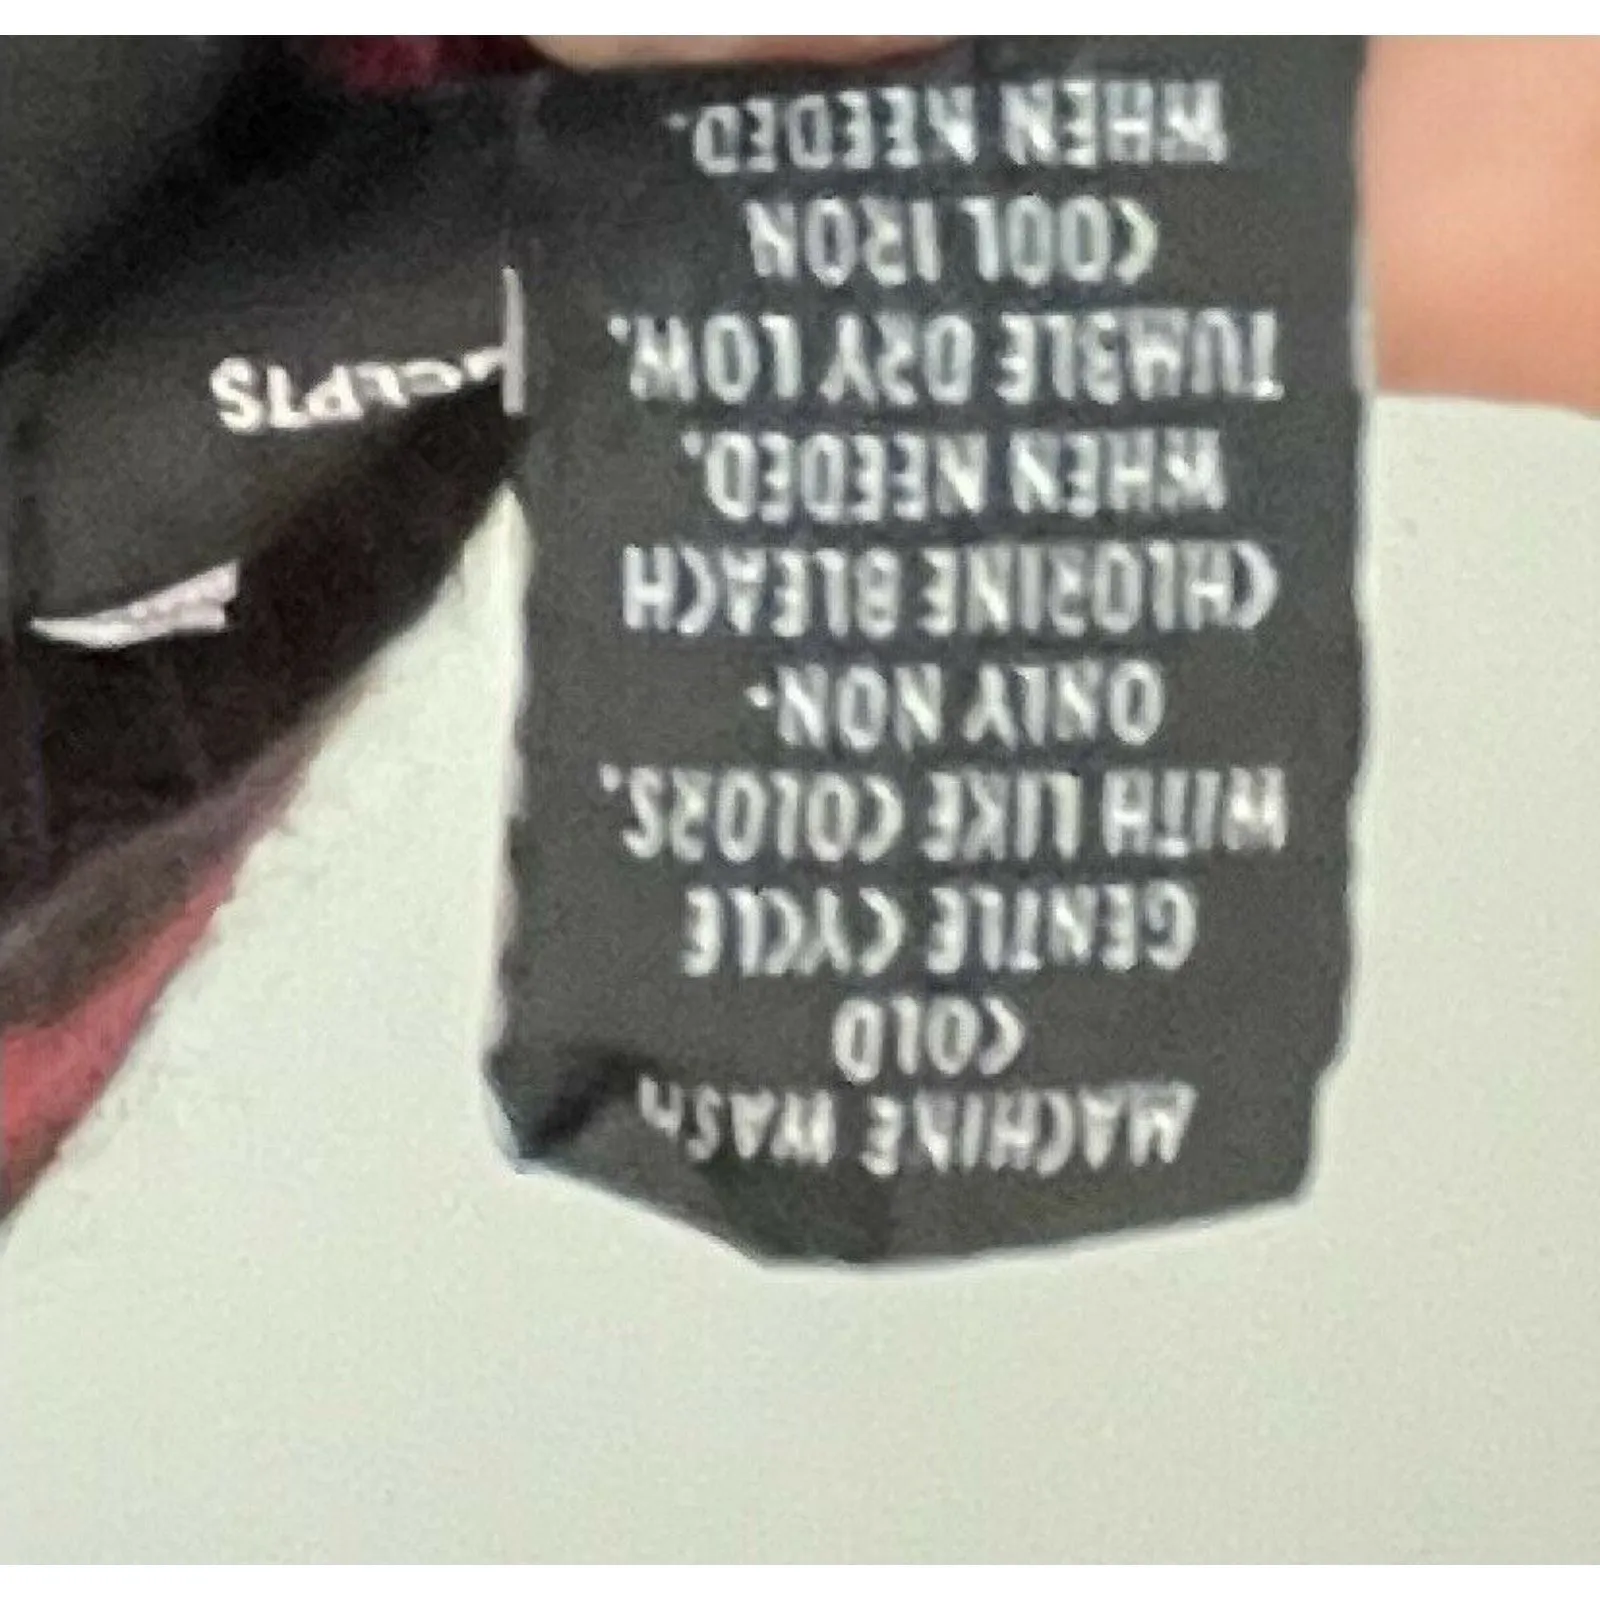 MACHINE WASH
COLD
GENTLE CYCLE
WITH LIKE COLORS.
ONLY NON-
CHLORINE BLEACH
WHEN NEEDED.
TUMBLE DRY LOW.
COOL IRON
WHEN NEEDED.